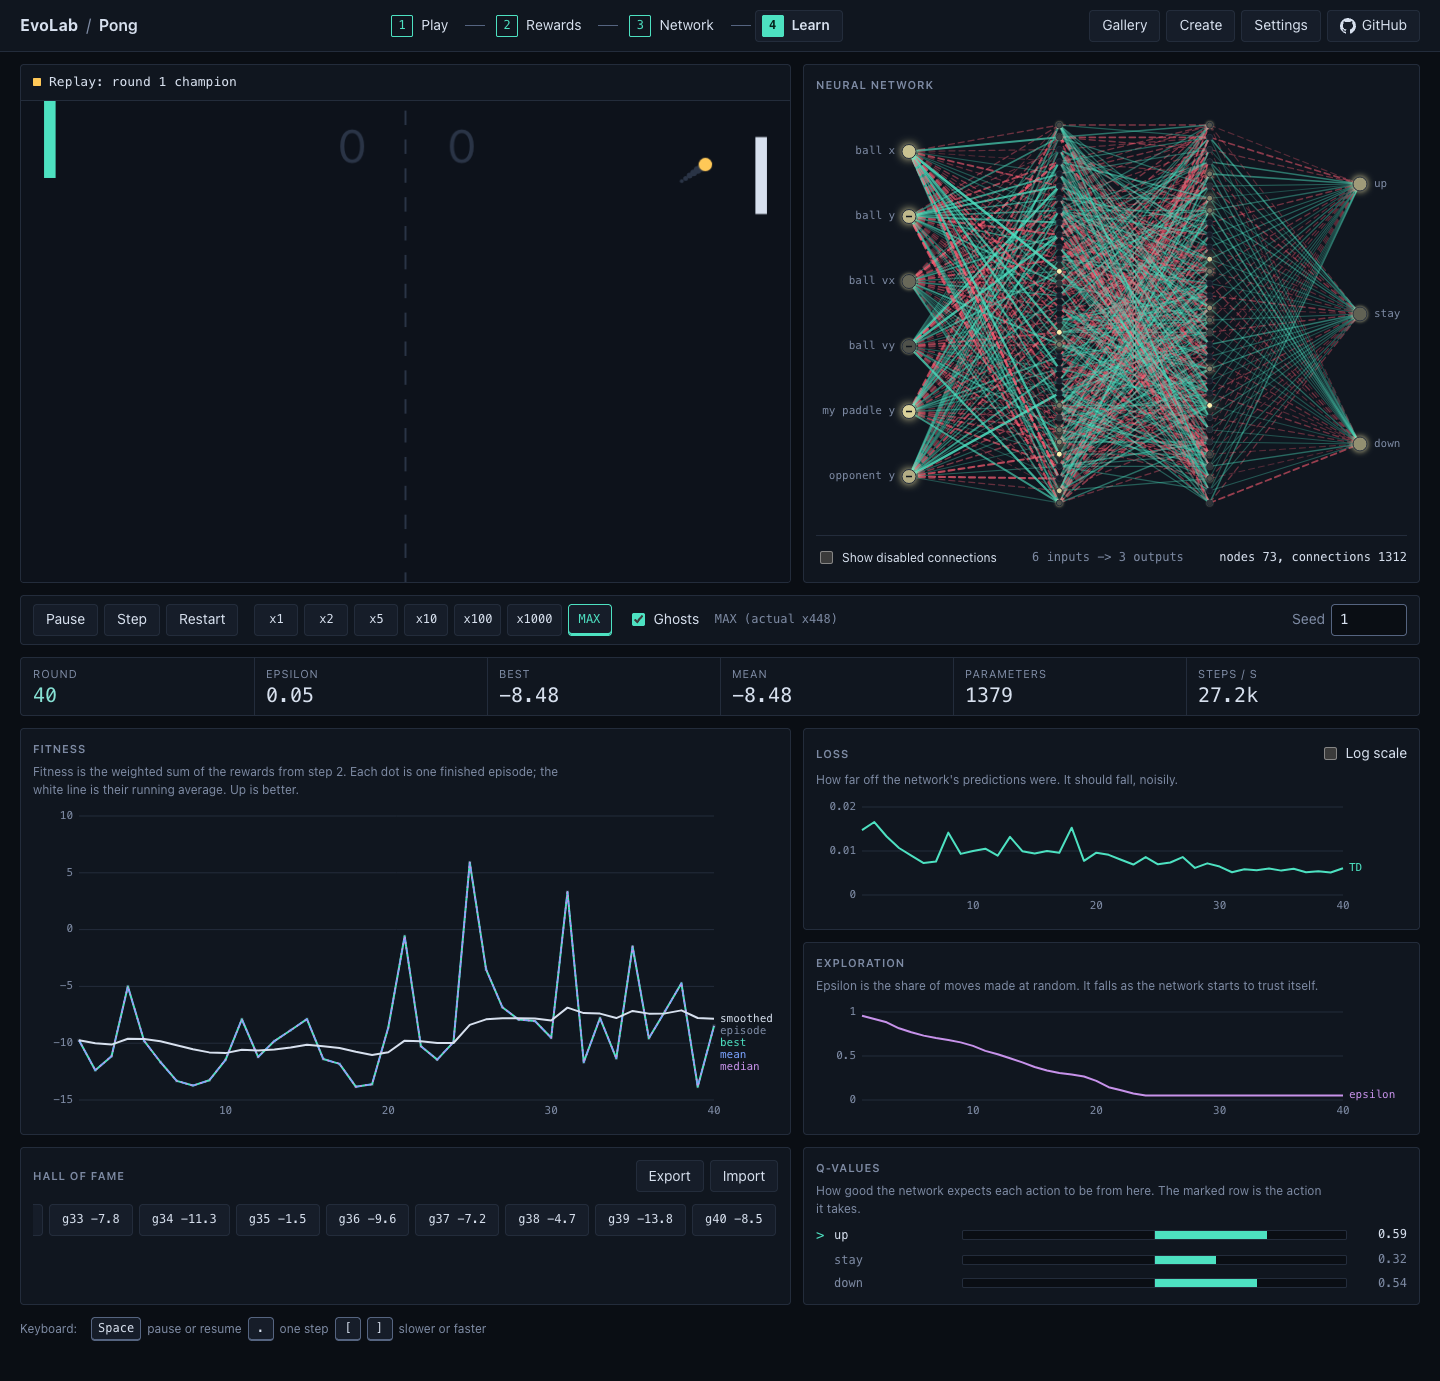 EvoLab / Pong
1 Play
2 Rewards
3 Network
4 Learn
Gallery
Create
Settings
GitHub
Replay: round 1 champion
0 0
NEURAL NETWORK
ball x
ball y
ball vx
ball vy
my paddle y
opponent y
up
stay
down
Show disabled connections
6 inputs -> 3 outputs
nodes 73, connections 1312
Pause
Step
Restart
x1
x2
x5
x10
x100
x1000
MAX
Ghosts
MAX (actual x448)
Seed
1
ROUND
40
EPSILON
0.05
BEST
−8.48
MEAN
−8.48
PARAMETERS
1379
STEPS / S
27.2k
FITNESS
Fitness is the weighted sum of the rewards from step 2. Each dot is one finished episode; the
white line is their running average. Up is better.
10
5
0
−5
−10
−15
10
20
30
40
smoothed
episode
best
mean
median
LOSS
Log scale
How far off the network's predictions were. It should fall, noisily.
0.02
0.01
0
10
20
30
40
TD
EXPLORATION
Epsilon is the share of moves made at random. It falls as the network starts to trust itself.
1
0.5
0
10
20
30
40
epsilon
HALL OF FAME
Export
Import
g33 −7.8
g34 −11.3
g35 −1.5
g36 −9.6
g37 −7.2
g38 −4.7
g39 −13.8
g40 −8.5
Q-VALUES
How good the network expects each action to be from here. The marked row is the action
it takes.
> up 0.59
stay 0.32
down 0.54
Keyboard: Space pause or resume . one step [ ] slower or faster